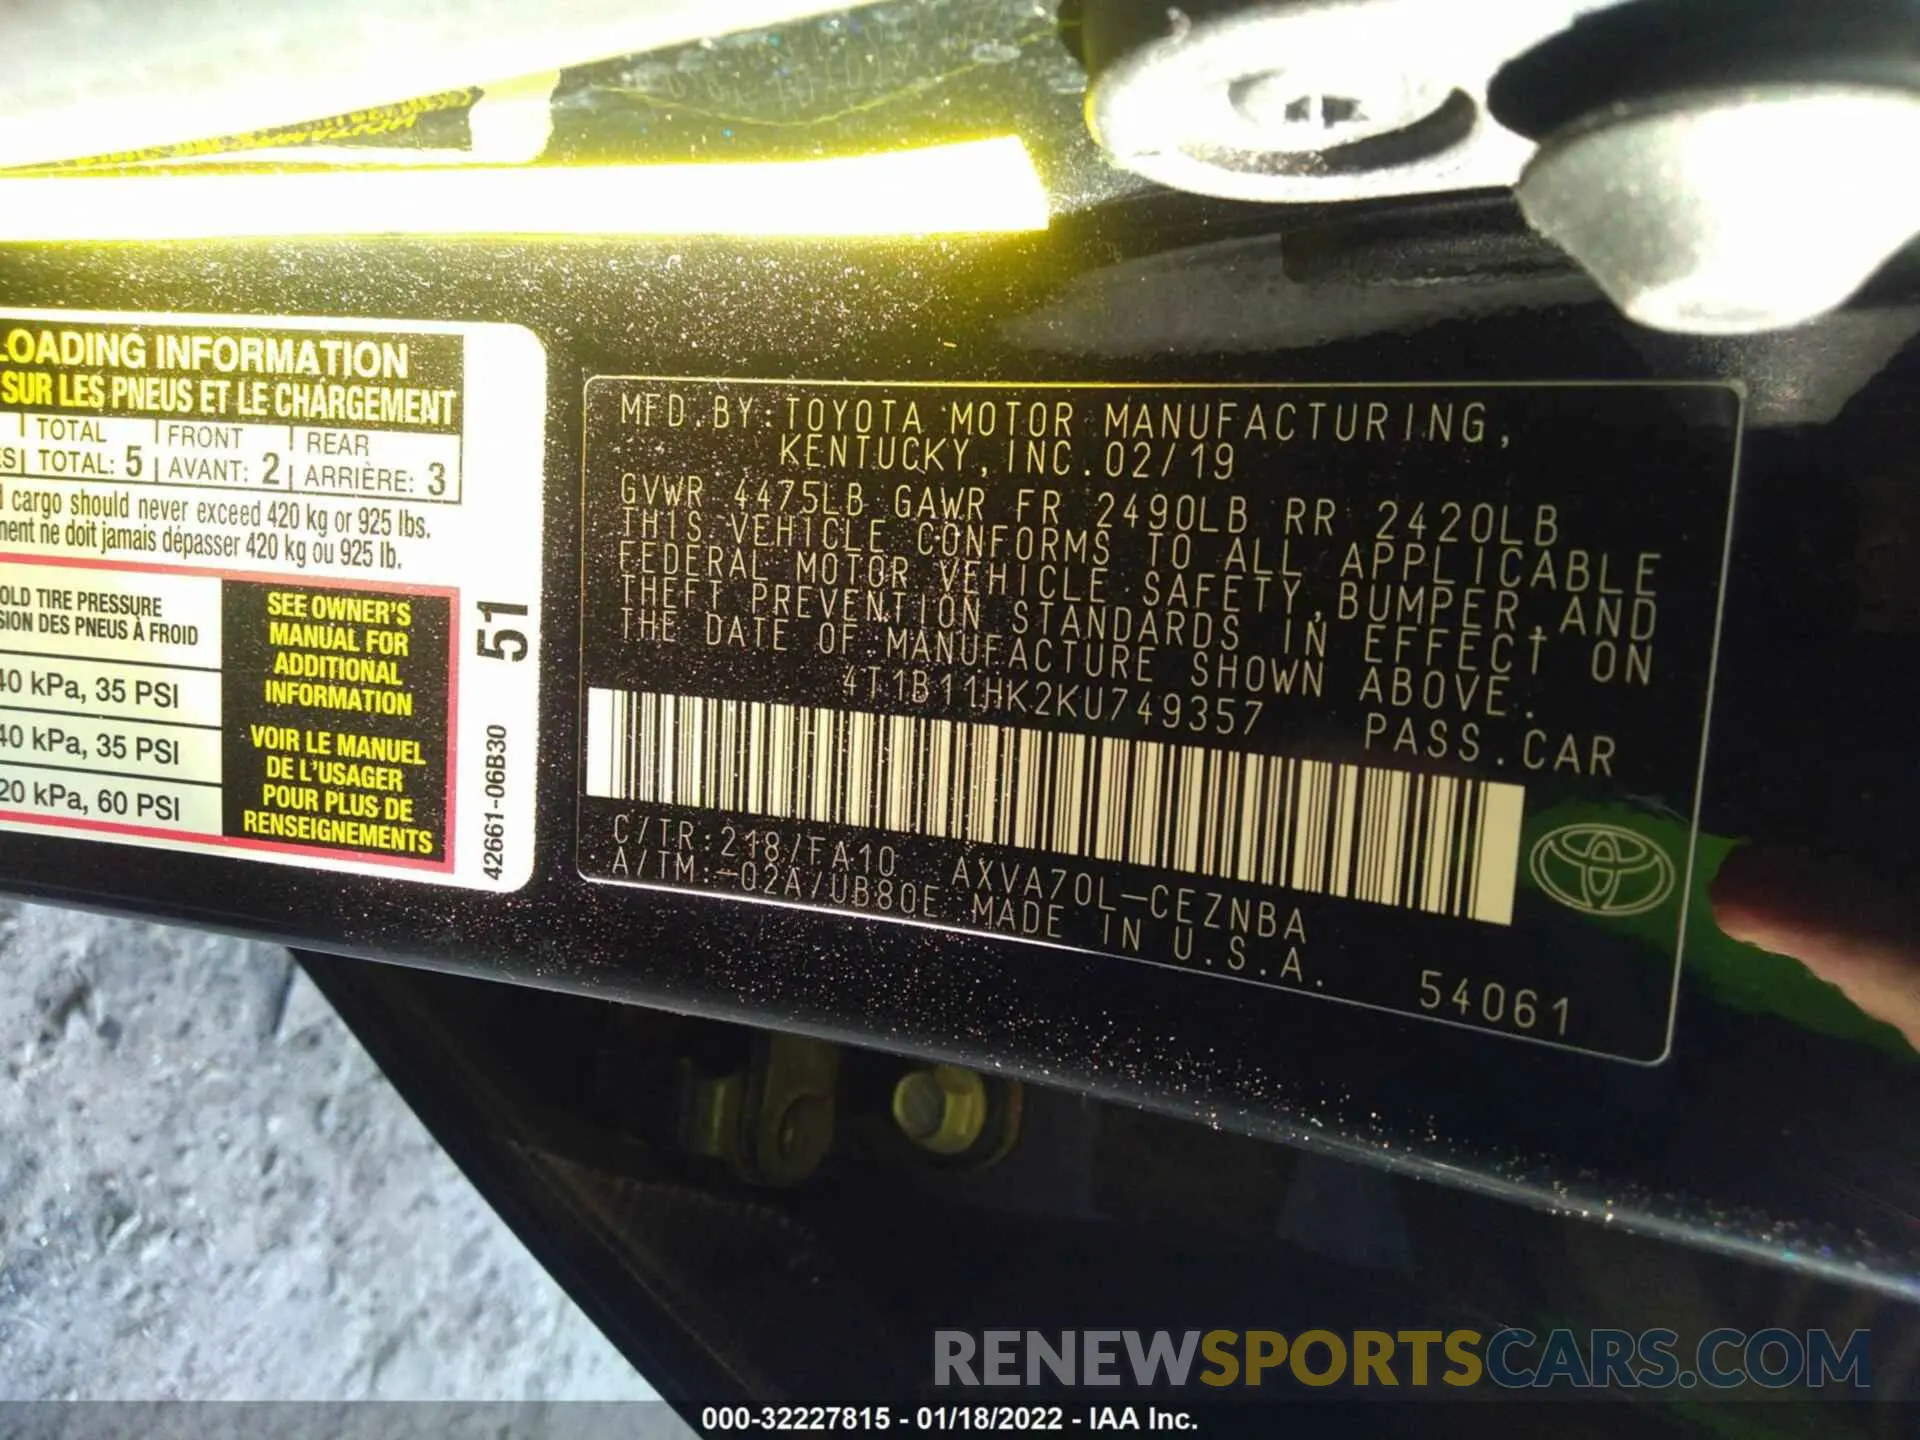 LOADING INFORMATION
SUR LES PNEUS ET LE CHARGEMENT
TOTAL FRONT REAR
TOTAL: 5 AVANT: 2 ARRIÈRE: 3
cargo should never exceed 420 kg or 925 lbs.
ne doit jamais dépasser 420 kg ou 925 lb.
OLD TIRE PRESSURE
SION DES PNEUS À FROID
40 kPa, 35 PSI
40 kPa, 35 PSI
20 kPa, 60 PSI
SEE OWNER'S
MANUAL FOR
ADDITIONAL
INFORMATION
VOIR LE MANUEL
DE L'USAGER
POUR PLUS DE
RENSEIGNEMENTS
51
42661-06B30
MFD.BY:TOYOTA MOTOR MANUFACTURING,
KENTUCKY,INC.02/19
GVWR 4475LB GAWR FR 2490LB RR 2420LB
THIS VEHICLE CONFORMS TO ALL APPLICABLE
FEDERAL MOTOR VEHICLE SAFETY,BUMPER,AND
THEFT PREVENTION STANDARDS IN EFFECT ON
THE DATE OF MANUFACTURE SHOWN ABOVE.
4T1B11HK2KU749357 PASS.CAR
C/TR:218/FA10 AXVA70L-CEZNBA
A/TM:-02A/UB80E MADE IN U.S.A.
54061
RENEWSPORTSCARS.COM
000-32227815 - 01/18/2022 - IAA Inc.